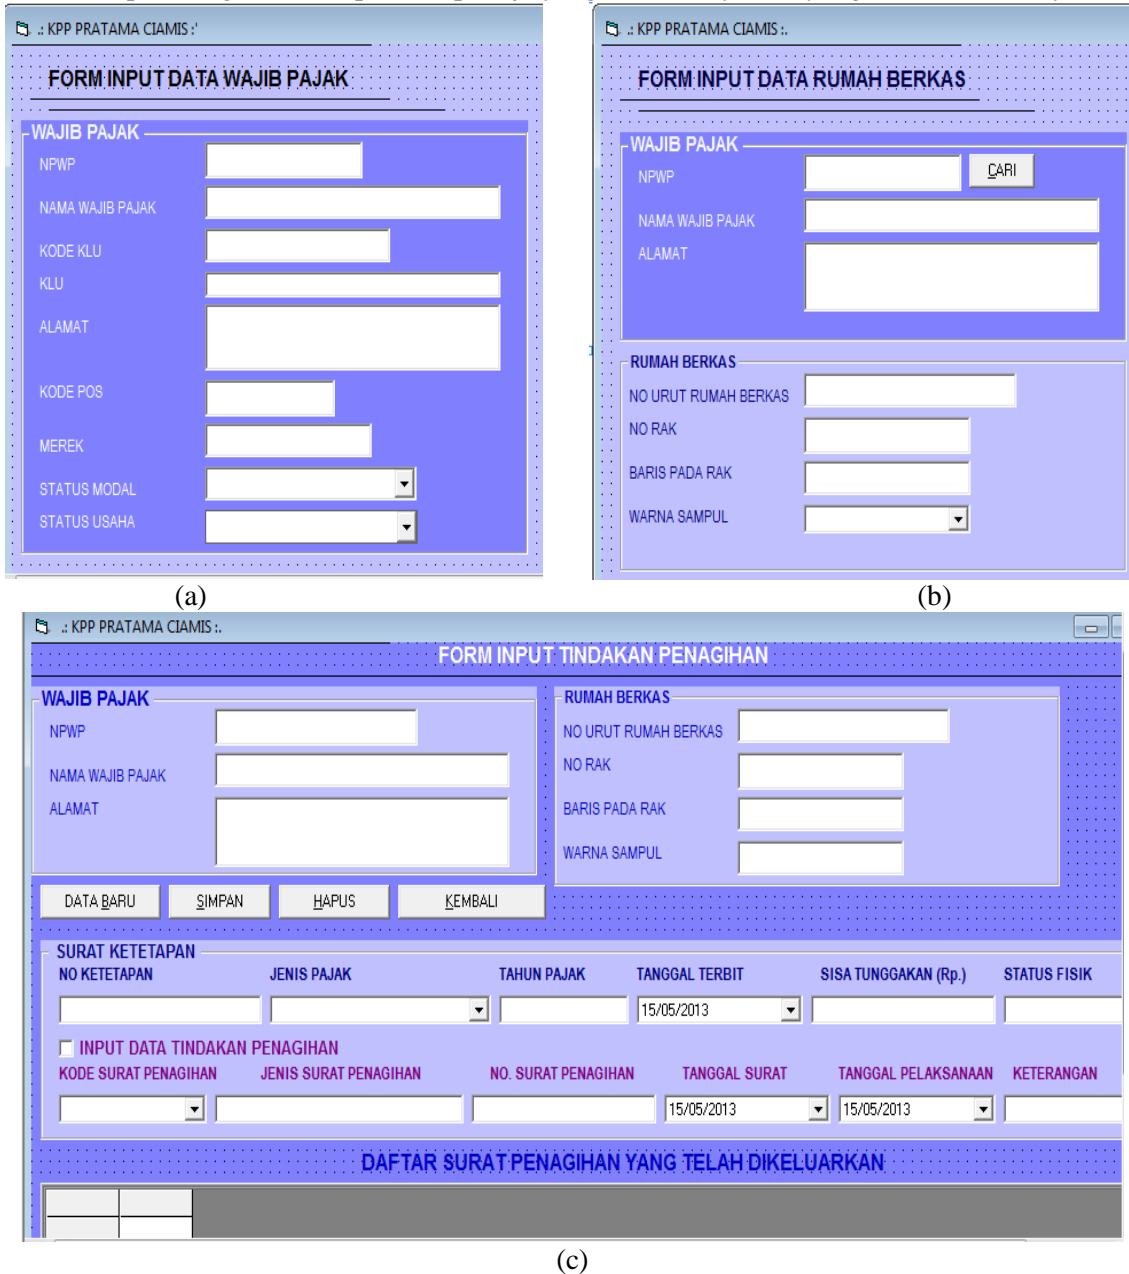 .: KPP PRATAMA CIAMIS :'
FORM INPUT DATA WAJIB PAJAK
WAJIB PAJAK
NPWP
NAMA WAJIB PAJAK
KODE KLU
KLU
ALAMAT
KODE POS
MEREK
STATUS MODAL
STATUS USAHA
(a)
.: KPP PRATAMA CIAMIS :.
FORM INPUT DATA RUMAH BERKAS
WAJIB PAJAK
NPWP
CARI
NAMA WAJIB PAJAK
ALAMAT
RUMAH BERKAS
NO URUT RUMAH BERKAS
NO RAK
BARIS PADA RAK
WARNA SAMPUL
(b)
.: KPP PRATAMA CIAMIS :.
FORM INPUT TINDAKAN PENAGIHAN
WAJIB PAJAK
NPWP
NAMA WAJIB PAJAK
ALAMAT
RUMAH BERKAS
NO URUT RUMAH BERKAS
NO RAK
BARIS PADA RAK
WARNA SAMPUL
DATA BARU SIMPAN HAPUS KEMBALI
SURAT KETETAPAN
NO KETETAPAN JENIS PAJAK TAHUN PAJAK TANGGAL TERBIT SISA TUNGGAKAN (Rp.) STATUS FISIK
15/05/2013
INPUT DATA TINDAKAN PENAGIHAN
KODE SURAT PENAGIHAN JENIS SURAT PENAGIHAN NO. SURAT PENAGIHAN TANGGAL SURAT TANGGAL PELAKSANAAN KETERANGAN
15/05/2013 15/05/2013
DAFTAR SURAT PENAGIHAN YANG TELAH DIKELUARKAN
(c)